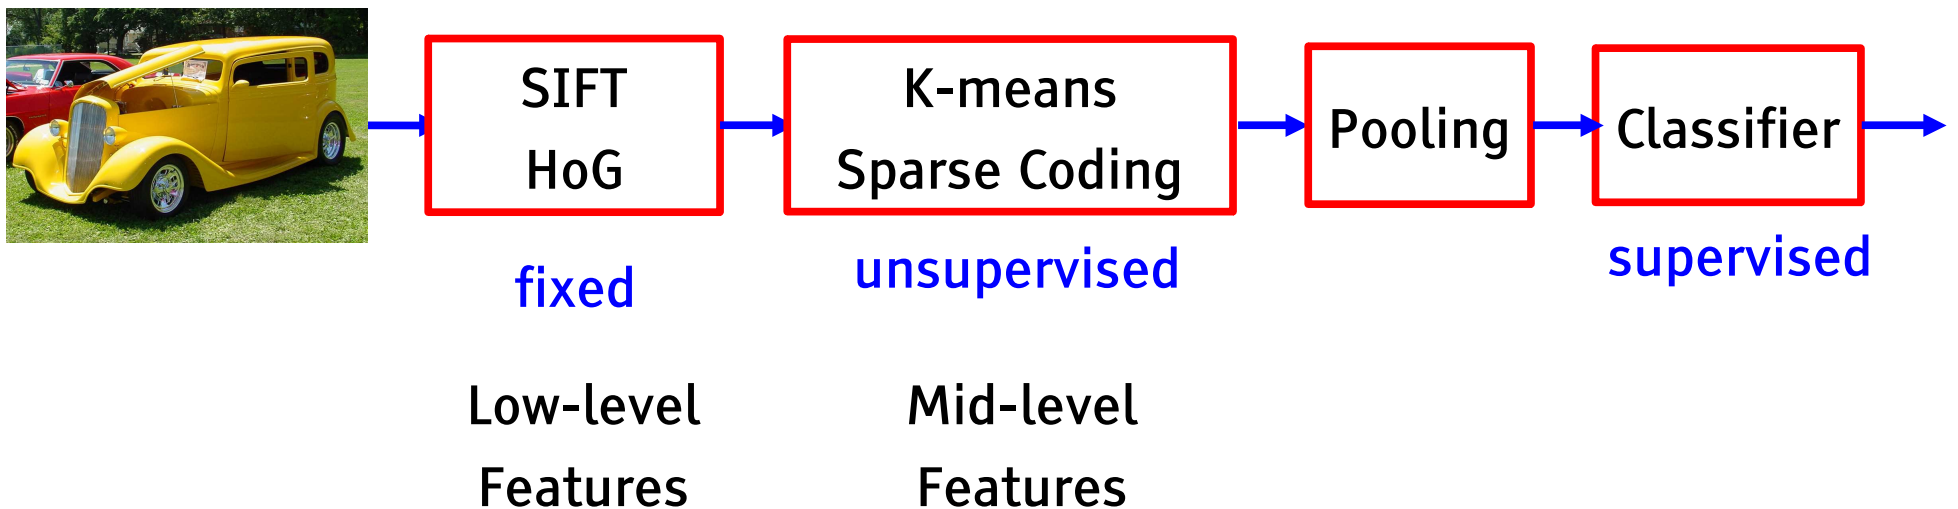 SIFT
HoG
K-means
Sparse Coding
Pooling
Classifier
fixed
unsupervised
supervised
Low-level
Features
Mid-level
Features